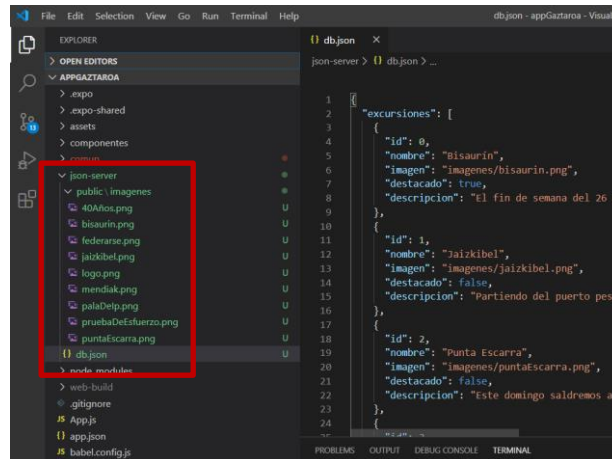 File Edit Selection View Go Run Terminal Help
db.json - appGaztaroa - Visual
EXPLORER
OPEN EDITORS
APPGAZTAROA
.expo
.expo-shared
assets
componentes
comun
json-server
public \ imagenes
40Años.png U
bisaurin.png U
federarse.png U
jaizkibel.png U
logo.png U
mendiak.png U
palaDeIp.png U
pruebaDeEsfuerzo.png U
puntaEscarra.png U
{} db.json U
node_modules
web-build
.gitignore
JS App.js
{} app.json
JS babel.config.js
13
{} db.json ×
json-server > {} db.json > ...
1 {
2 "excursiones": [
3 {
4 "id": 0,
5 "nombre": "Bisaurín",
6 "imagen": "imagenes/bisaurin.png",
7 "destacado": true,
8 "descripcion": "El fin de semana del 26
9 },
10 {
11 "id": 1,
12 "nombre": "Jaizkibel",
13 "imagen": "imagenes/jaizkibel.png",
14 "destacado": false,
15 "descripcion": "Partiendo del puerto pes
16 },
17 {
18 "id": 2,
19 "nombre": "Punta Escarra",
20 "imagen": "imagenes/puntaEscarra.png",
21 "destacado": false,
22 "descripcion": "Este domingo saldremos a
23 },
24 {
PROBLEMS OUTPUT DEBUG CONSOLE TERMINAL